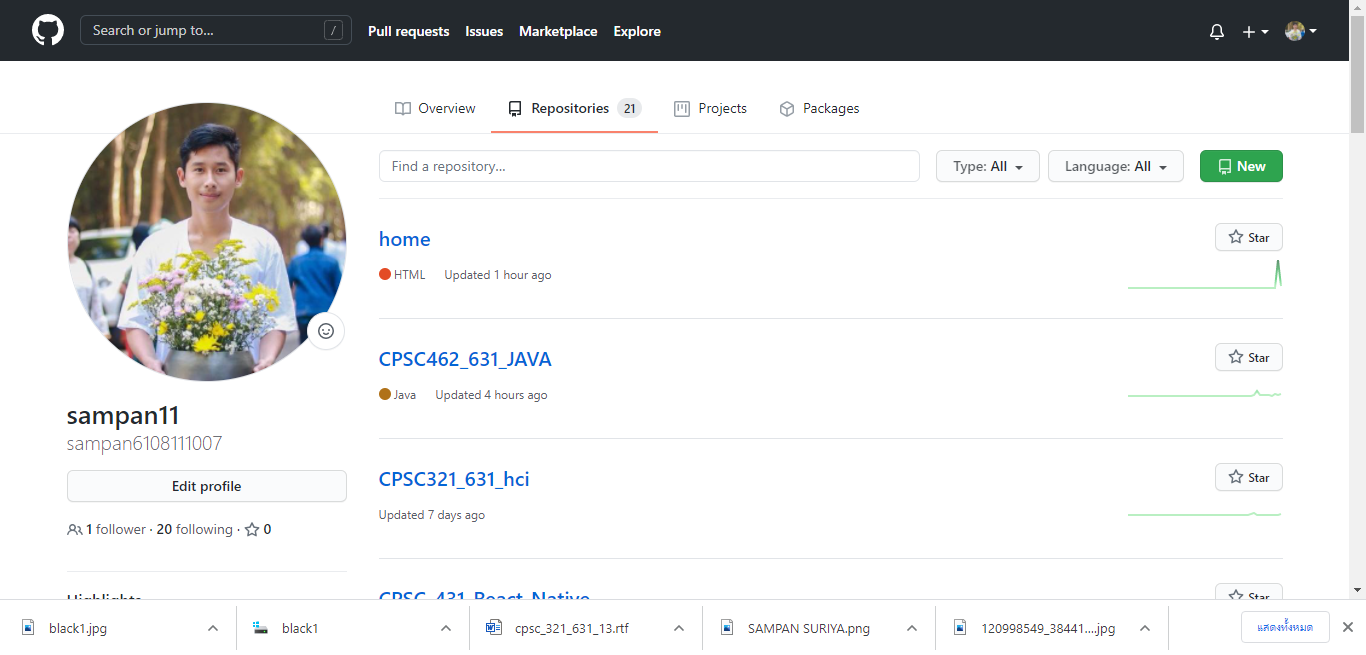 Search or jump to... /
Pull requests Issues Marketplace Explore
Overview Repositories 21 Projects Packages
Find a repository...
Type: All Language: All New
home
Star
HTML Updated 1 hour ago
CPSC462_631_JAVA
Star
Java Updated 4 hours ago
CPSC321_631_hci
Star
Updated 7 days ago
CPSC_431_React_Native
Star
sampan11
sampan6108111007
Edit profile
1 follower · 20 following · 0
Highlights
black1.jpg
black1
cpsc_321_631_13.rtf
SAMPAN SURIYA.png
120998549_38441....jpg
แสดงทั้งหมด